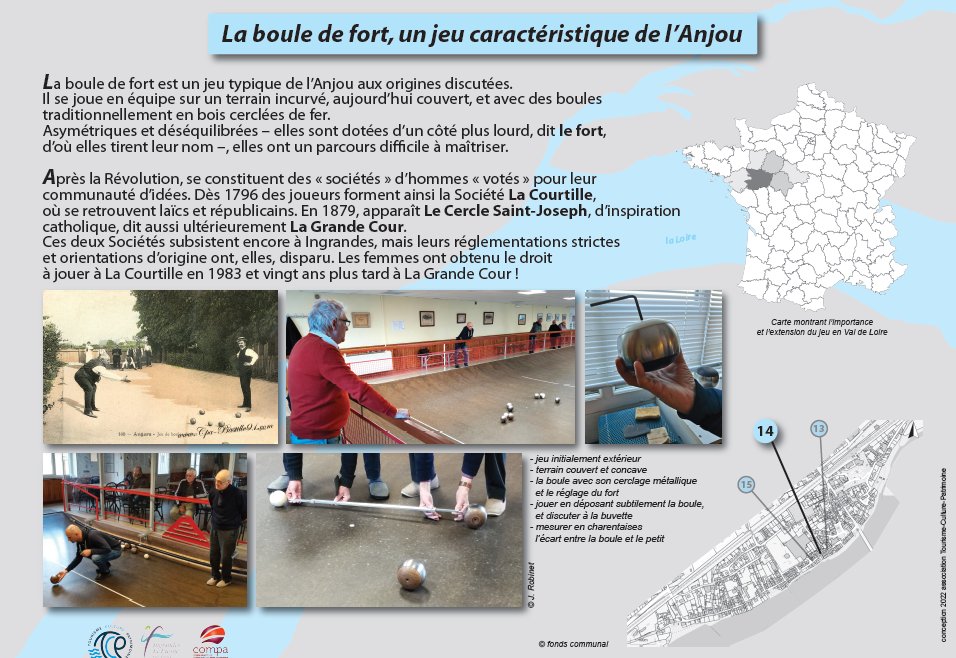 La boule de fort, un jeu caractéristique de l'Anjou
La boule de fort est un jeu typique de l'Anjou aux origines discutées.
Il se joue en équipe sur un terrain incurvé, aujourd'hui couvert, et avec des boules
traditionnellement en bois cerclées de fer.
Asymétriques et déséquilibrées – elles sont dotées d'un côté plus lourd, dit le fort,
d'où elles tirent leur nom –, elles ont un parcours difficile à maîtriser.
Après la Révolution, se constituent des « sociétés » d'hommes « votés » pour leur
communauté d'idées. Dès 1796 des joueurs forment ainsi la Société La Courtille,
où se retrouvent laïcs et républicains. En 1879, apparaît Le Cercle Saint-Joseph, d'inspiration
catholique, dit aussi ultérieurement La Grande Cour.
Ces deux Sociétés subsistent encore à Ingrandes, mais leurs réglementations strictes
et orientations d'origine ont, elles, disparu. Les femmes ont obtenu le droit
à jouer à La Courtille en 1983 et vingt ans plus tard à La Grande Cour !
la Loire
Carte montrant l'importance
et l'extension du jeu en Val de Loire
- jeu initialement extérieur
- terrain couvert et concave
- la boule avec son cerclage métallique
et le réglage du fort
- jouer en déposant subtilement la boule,
et discuter à la buvette
- mesurer en charentaises
l'écart entre la boule et le petit
© J. Robinet
14
13
15
© fonds communal
conception 2022 association Tourisme-Culture-Patrimoine
compa